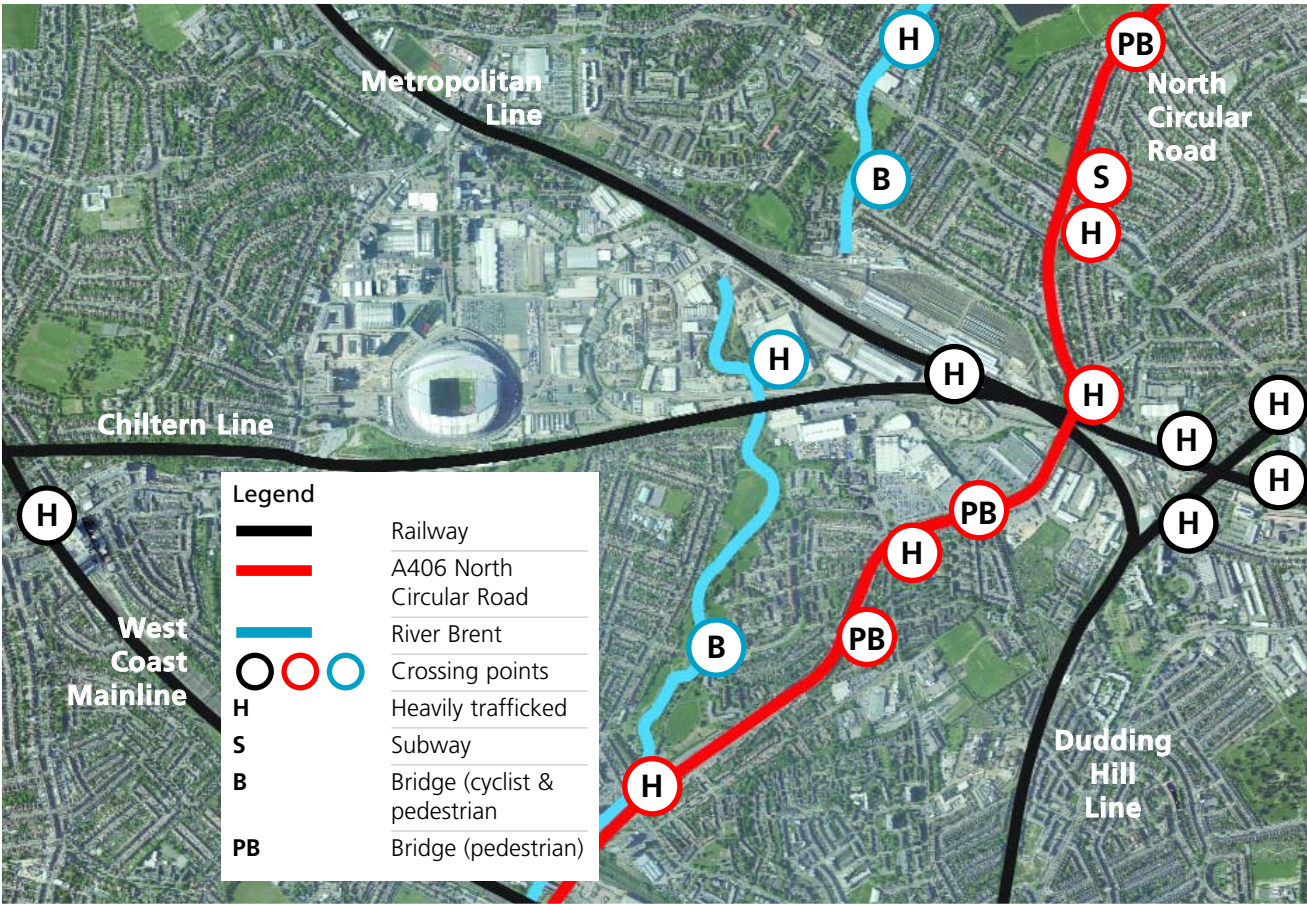 H
PB
Metropolitan
Line
North
Circular
Road
B
S
H
H
H
H
H
H
Chiltern Line
H
H
H
PB
H
H
West
Coast
Mainline
B
PB
H
Dudding
Hill
Line
Legend
Railway
A406 North
Circular Road
River Brent
Crossing points
H Heavily trafficked
S Subway
B Bridge (cyclist &
pedestrian
PB Bridge (pedestrian)